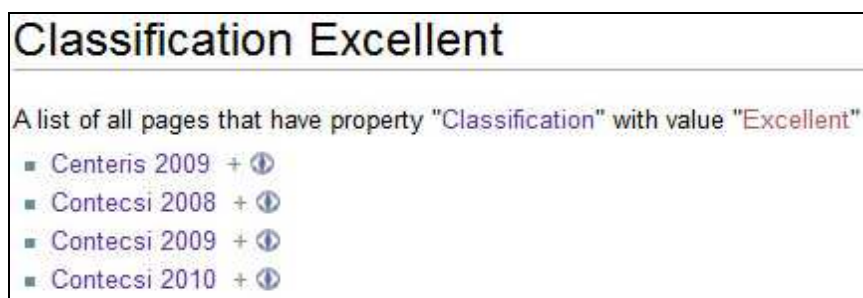 Classification Excellent
A list of all pages that have property "Classification" with value "Excellent"
Centeris 2009 +
Contecsi 2008 +
Contecsi 2009 +
Contecsi 2010 +